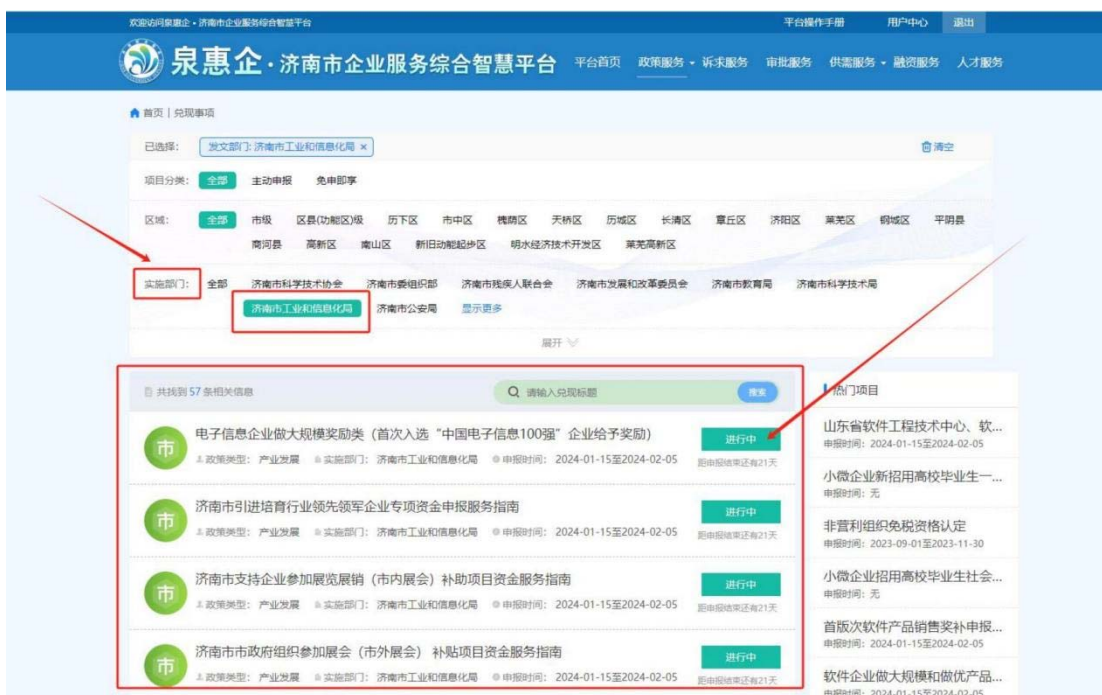 欢迎访问泉惠企·济南市企业服务综合智慧平台 平台操作手册 用户中心 退出
泉惠企·济南市企业服务综合智慧平台 平台首页 政策服务 诉求服务 审批服务 供需服务 融资服务 人才服务
首页 | 兑现事项
已选择: 发文部门: 济南市工业和信息化局 × 清空
项目分类: 全部 主动申报 免申即享
区域: 全部 市级 区县(功能区)级 历下区 市中区 槐荫区 天桥区 历城区 长清区 章丘区 济阳区 莱芜区 钢城区 平阴县
商河县 高新区 南山区 新旧动能起步区 明水经济技术开发区 莱芜高新区
实施部门: 全部 济南市科学技术协会 济南市委组织部 济南市残疾人联合会 济南市发展和改革委员会 济南市教育局 济南市科学技术局
济南市工业和信息化局 济南市公安局 显示更多
展开
共找到 57 条相关信息 请输入兑现标题 搜索
市 电子信息企业做大规模奖励类（首次入选“中国电子信息100强”企业给予奖励） 进行中
政策类型: 产业发展 实施部门: 济南市工业和信息化局 申报时间: 2024-01-15至2024-02-05 距申报结束还有21天
市 济南市引进培育行业领先领军企业专项资金申报服务指南 进行中
政策类型: 产业发展 实施部门: 济南市工业和信息化局 申报时间: 2024-01-15至2024-02-05 距申报结束还有21天
市 济南市支持企业参加展览展销（市内展会）补助项目资金服务指南 进行中
政策类型: 产业发展 实施部门: 济南市工业和信息化局 申报时间: 2024-01-15至2024-02-05 距申报结束还有21天
市 济南市市政府组织参加展会（市外展会） 补贴项目资金服务指南 进行中
政策类型: 产业发展 实施部门: 济南市工业和信息化局 申报时间: 2024-01-15至2024-02-05 距申报结束还有21天
热门项目
山东省软件工程技术中心、软...
申报时间: 2024-01-15至2024-02-05
小微企业新招用高校毕业生一...
申报时间: 无
非营利组织免税资格认定
申报时间: 2023-09-01至2023-11-30
小微企业招用高校毕业生社会...
申报时间: 无
首版次软件产品销售奖补申报...
申报时间: 2024-01-15至2024-02-05
软件企业做大规模和做优产品...
申报时间: 2024-01-15至2024-02-05